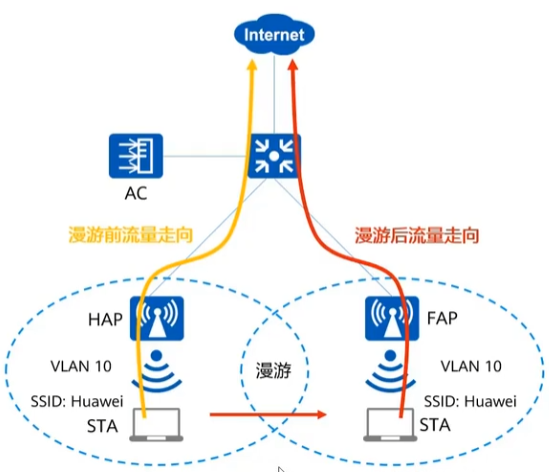 Internet
AC
漫游前流量走向
漫游后流量走向
HAP
FAP
VLAN 10
漫游
VLAN 10
SSID: Huawei
SSID: Huawei
STA
STA